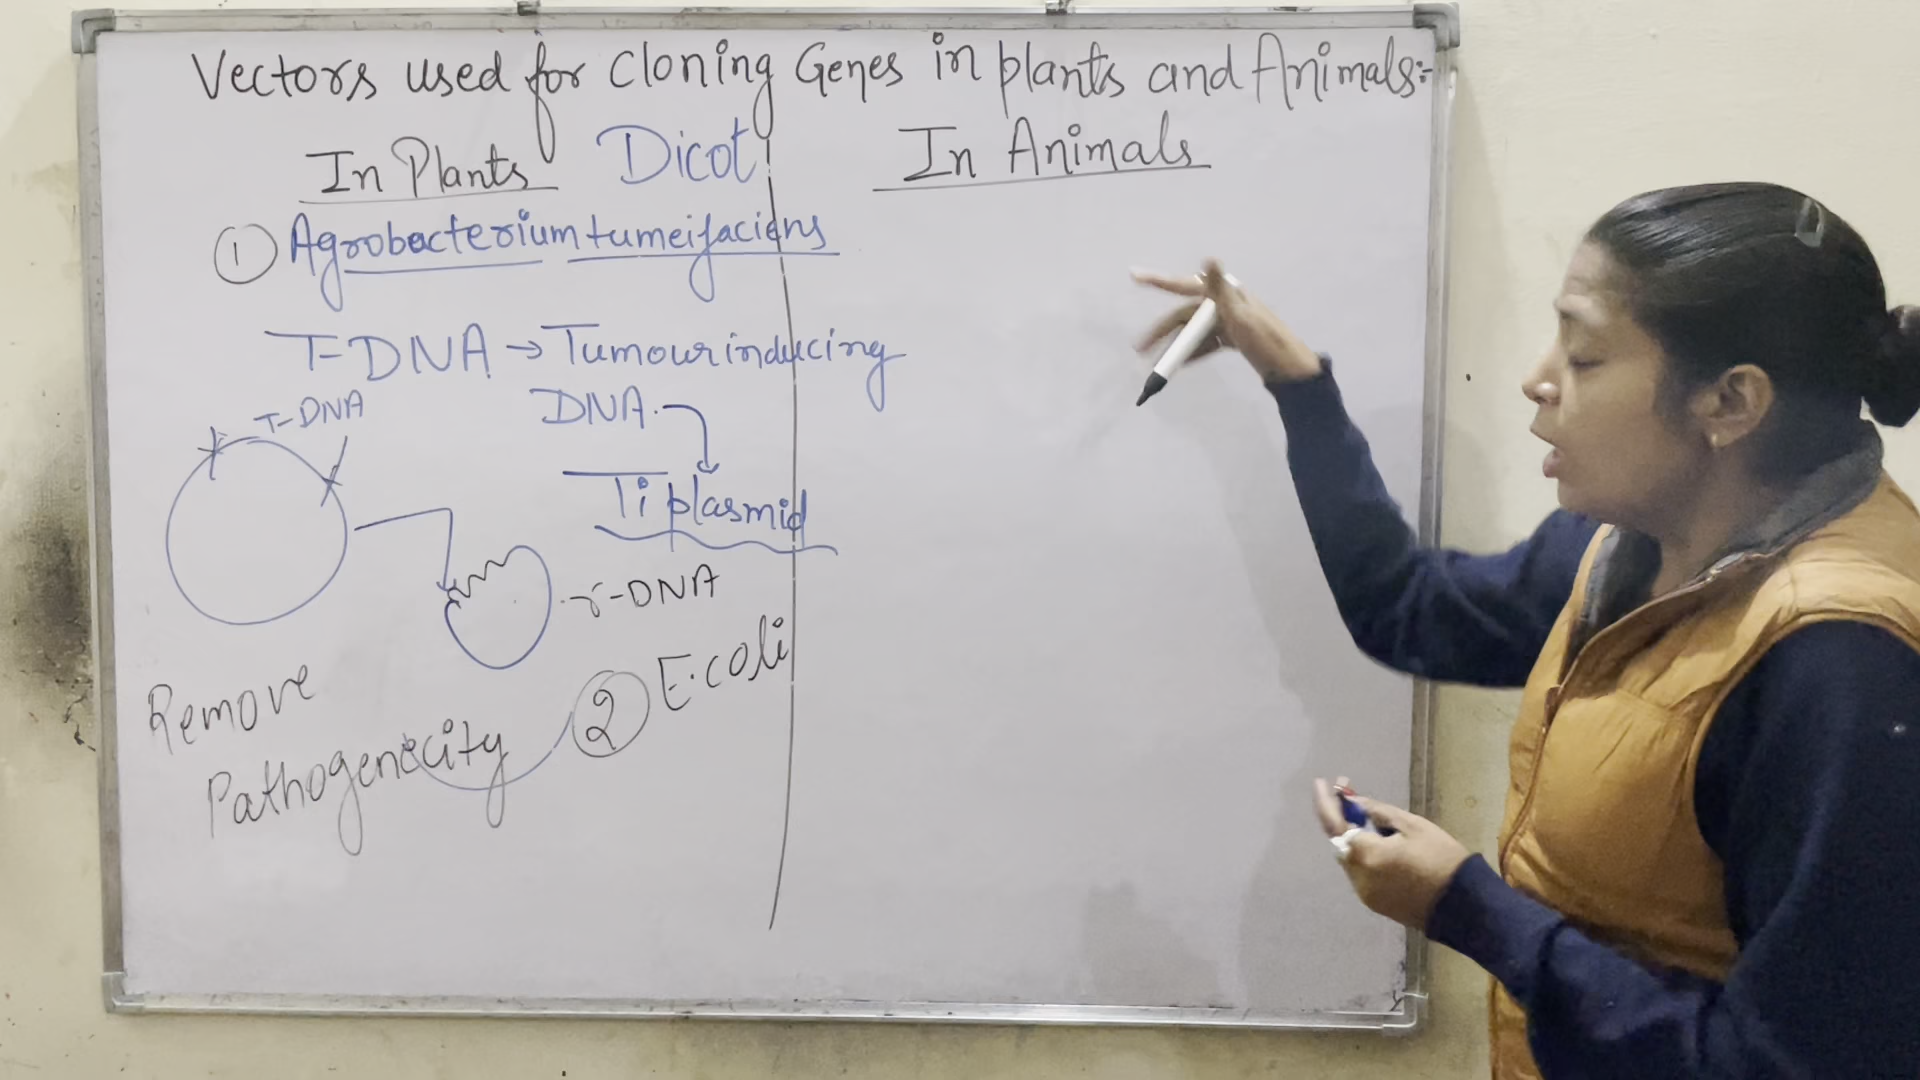 Vectors used for Cloning Genes in plants and Animals:-
In Plants Dicot
① Agrobacterium tumeifaciens
T-DNA → Tumour inducing
DNA.
Ti plasmid
T-DNA
r-DNA
Remove
Pathogenecity
② E.coli
In Animals